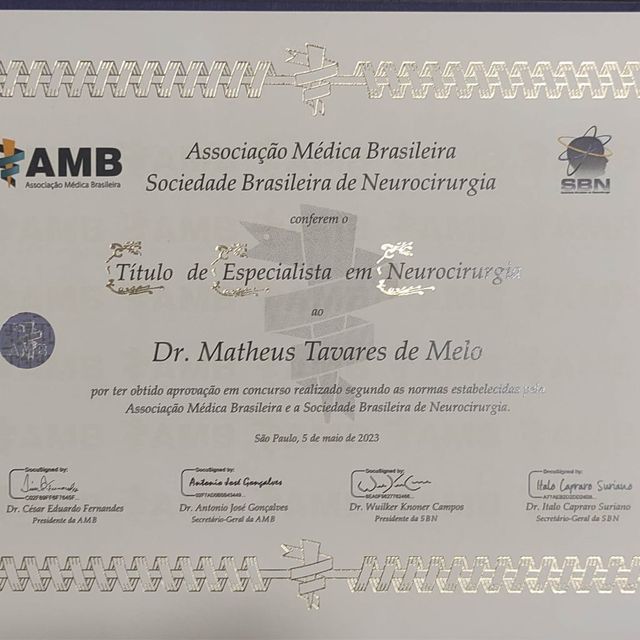 AMB
Associação Médica Brasileira
Associação Médica Brasileira
Sociedade Brasileira de Neurocirurgia
SBN
conferem o
Título de Especialista em Neurocirurgia
ao
Dr. Matheus Tavares de Melo
por ter obtido aprovação em concurso realizado segundo as normas estabelecidas pela
Associação Médica Brasileira e a Sociedade Brasileira de Neurocirurgia.
São Paulo, 5 de maio de 2023
DocuSigned by:
Dr. César Eduardo Fernandes
Presidente da AMB
DocuSigned by:
Antonio José Gonçalves
Dr. Antonio José Gonçalves
Secretário-Geral da AMB
DocuSigned by:
Dr. Wuilker Knoner Campos
Presidente da SBN
DocuSigned by:
Italo Capraro Suriano
Dr. Italo Capraro Suriano
Secretário-Geral da SBN